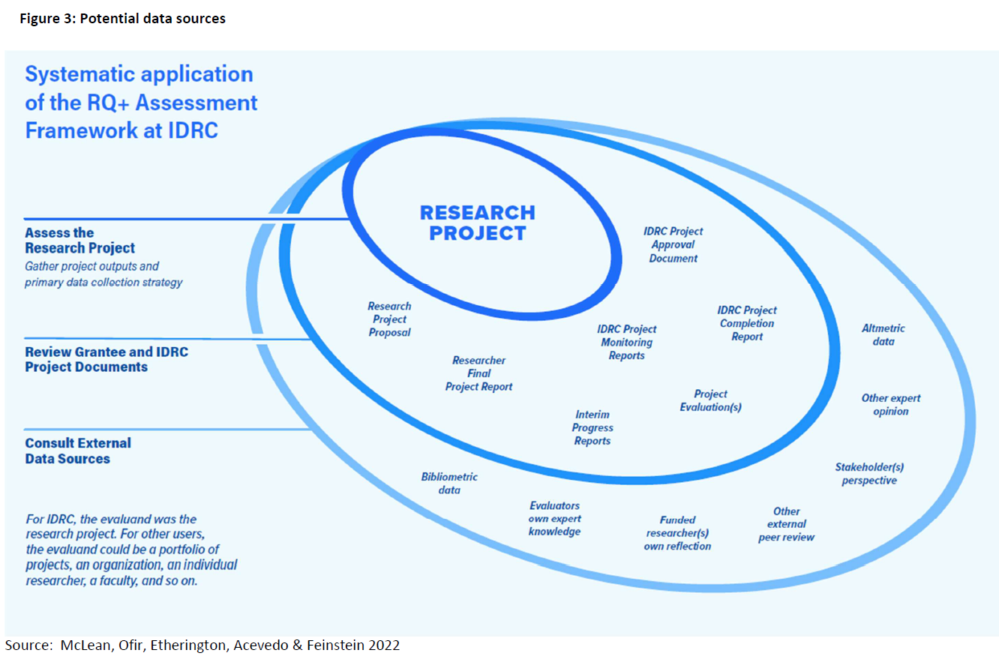 Figure 3: Potential data sources
Systematic application
of the RQ+ Assessment
Framework at IDRC
RESEARCH
PROJECT
Assess the
Research Project
Gather project outputs and
primary data collection strategy
IDRC Project
Approval
Document
Research
Project
Proposal
IDRC Project
Completion
Report
IDRC Project
Monitoring
Reports
Altmetric
data
Review Grantee and IDRC
Project Documents
Researcher
Final
Project Report
Project
Evaluation(s)
Other expert
opinion
Interim
Progress
Reports
Consult External
Data Sources
Stakeholder(s)
perspective
Bibliometric
data
Evaluators
own expert
knowledge
Funded
researcher(s)
own reflection
Other
external
peer review
For IDRC, the evaluand was the
research project. For other users,
the evaluand could be a portfolio of
projects, an organization, an individual
researcher, a faculty, and so on.
Source:  McLean, Ofir, Etherington, Acevedo & Feinstein 2022